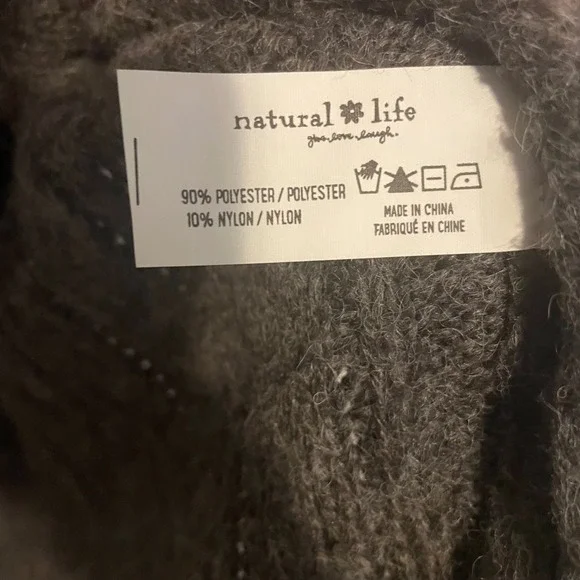 natural life
give. love. laugh.
90% POLYESTER / POLYESTER
10% NYLON / NYLON
MADE IN CHINA
FABRIQUÉ EN CHINE